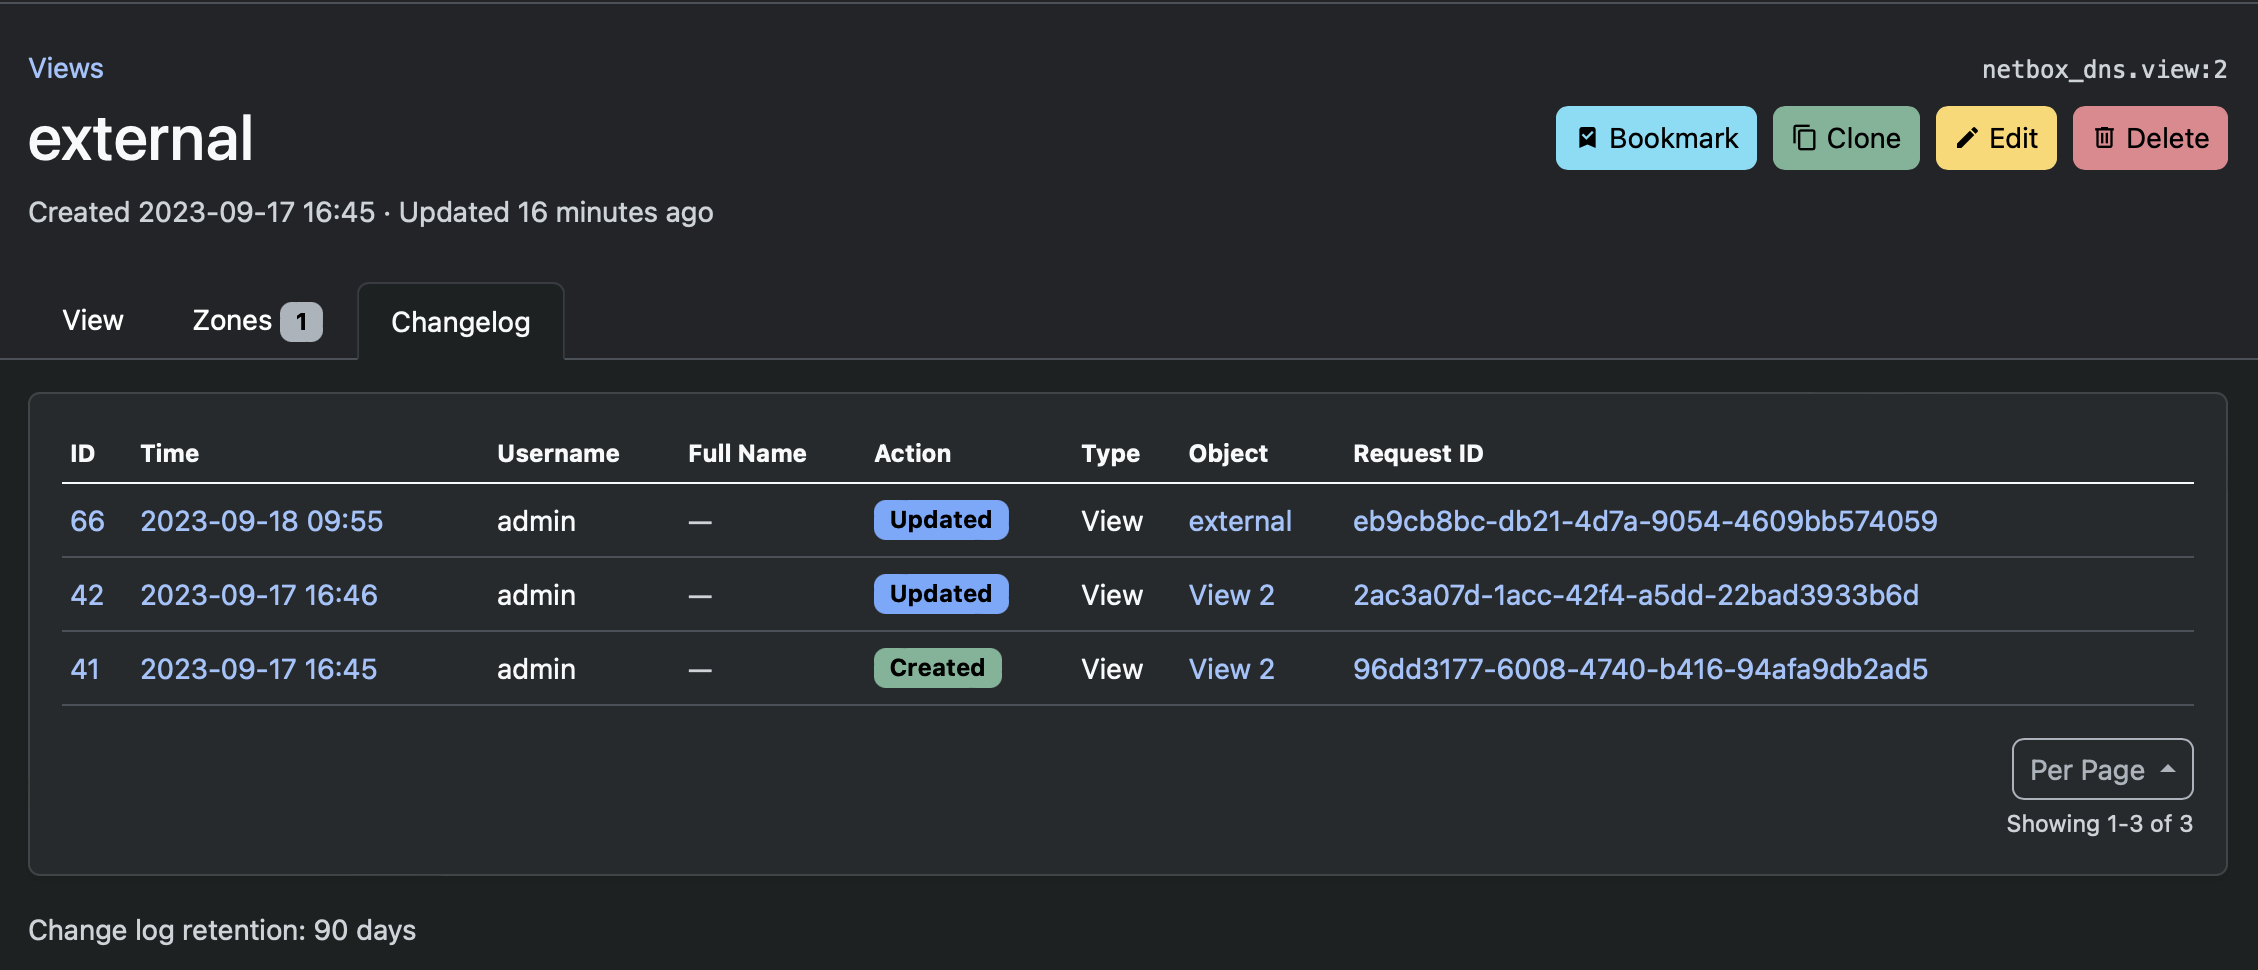 Views
netbox_dns.view:2
external
Bookmark Clone Edit Delete
Created 2023-09-17 16:45 · Updated 16 minutes ago
View Zones 1 Changelog
ID Time Username Full Name Action Type Object Request ID
66 2023-09-18 09:55 admin — Updated View external eb9cb8bc-db21-4d7a-9054-4609bb574059
42 2023-09-17 16:46 admin — Updated View View 2 2ac3a07d-1acc-42f4-a5dd-22bad3933b6d
41 2023-09-17 16:45 admin — Created View View 2 96dd3177-6008-4740-b416-94afa9db2ad5
Per Page
Showing 1-3 of 3
Change log retention: 90 days